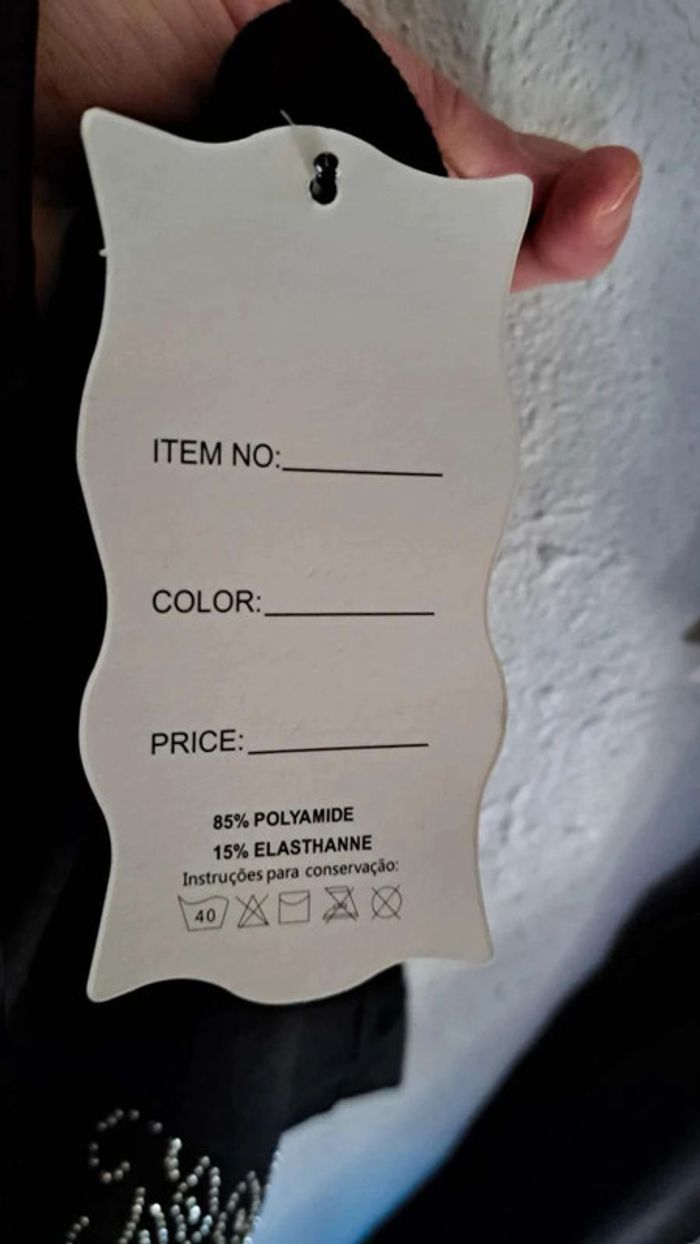 ITEM NO:
COLOR:
PRICE:
85% POLYAMIDE
15% ELASTHANNE
Instruções para conservação:
40